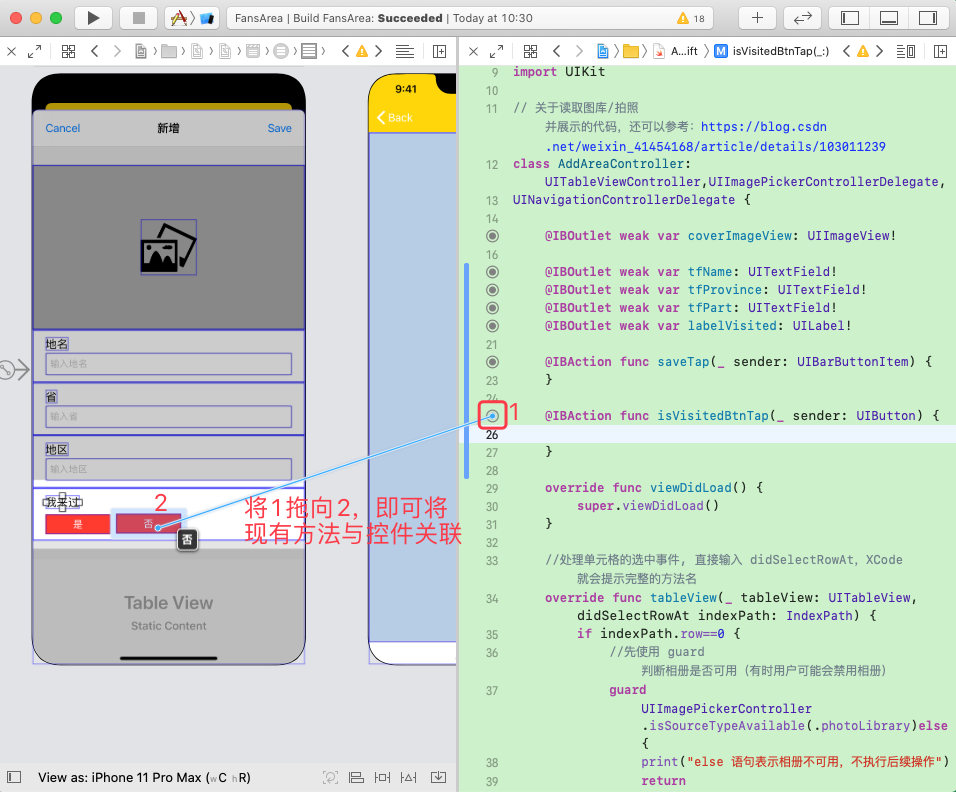 FansArea | Build FansArea: Succeeded | Today at 10:30
18
A...ift
M
isVisitedBtnTap(_:)
9:41
Back
Cancel
新增
Save
地名
输入地名
省
输入省
地区
输入地区
我来过
是
否
否
2
1
将1拖向2，即可将
现有方法与控件关联
Table View
Static Content
View as: iPhone 11 Pro Max (wC hR)
9 import UIKit
10
11 // 关于读取图库/拍照
并展示的代码，还可以参考：https://blog.csdn
.net/weixin_41454168/article/details/103011239
12 class AddAreaController:
UITableViewController,UIImagePickerControllerDelegate,
13 UINavigationControllerDelegate {
14
@IBOutlet weak var coverImageView: UIImageView!
16
@IBOutlet weak var tfName: UITextField!
@IBOutlet weak var tfProvince: UITextField!
@IBOutlet weak var tfPart: UITextField!
@IBOutlet weak var labelVisited: UILabel!
21
@IBAction func saveTap(_ sender: UIBarButtonItem) {
23 }
24
@IBAction func isVisitedBtnTap(_ sender: UIButton) {
26
27 }
28
29 override func viewDidLoad() {
30 super.viewDidLoad()
31 }
32
33 //处理单元格的选中事件, 直接输入 didSelectRowAt，XCode
就会提示完整的方法名
34 override func tableView(_ tableView: UITableView,
didSelectRowAt indexPath: IndexPath) {
35 if indexPath.row==0 {
36 //先使用 guard
判断相册是否可用（有时用户可能会禁用相册）
37 guard
UIImagePickerController
.isSourceTypeAvailable(.photoLibrary)else
{
38 print("else 语句表示相册不可用，不执行后续操作")
39 return